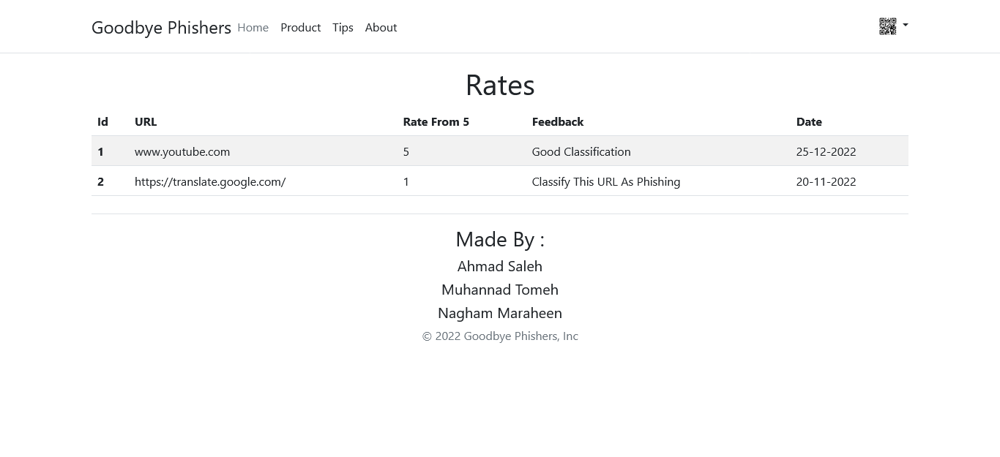 Goodbye Phishers Home Product Tips About
Rates
Id URL Rate From 5 Feedback Date
1 www.youtube.com 5 Good Classification 25-12-2022
2 https://translate.google.com/ 1 Classify This URL As Phishing 20-11-2022
Made By :
Ahmad Saleh
Muhannad Tomeh
Nagham Maraheen
© 2022 Goodbye Phishers, Inc